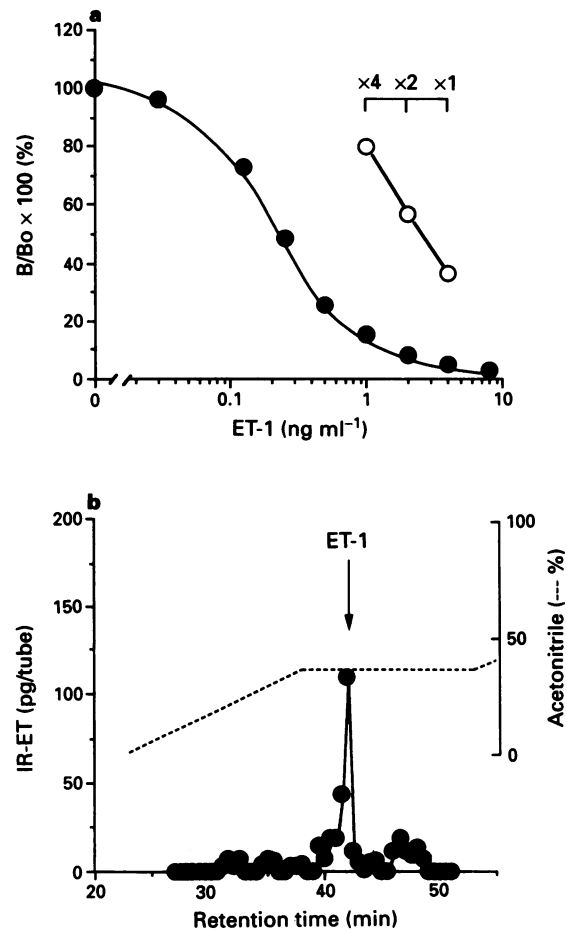 a
120
100
80
60
40
20
0
B/Bo × 100 (%)
×4 ×2 ×1
0 0.1 1 10
ET-1 (ng ml⁻¹)
b
200
150
100
50
0
IR-ET (pg/tube)
ET-1
100
50
0
Acetonitrile (--- %)
20 30 40 50
Retention time (min)